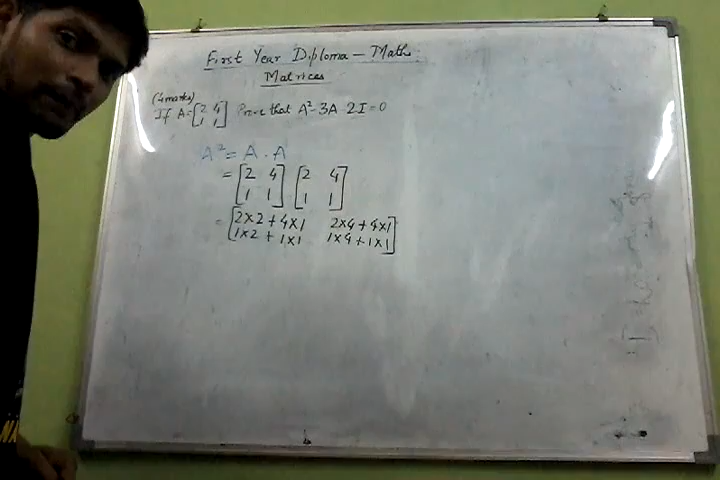 First Year Diploma - Math:
Matrices
(4 marks)
If A=[2 4
1 1] Prove that A²-3A 2I=0
A² = A . A
= [2 4
1 1] [2 4
1 1]
= [2×2+4×1 2×4+4×1
1×2+1×1 1×4+1×1]